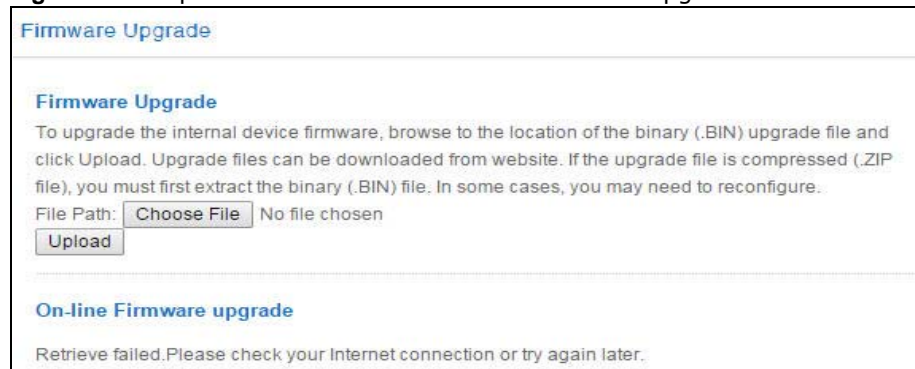 Firmware Upgrade
Firmware Upgrade
To upgrade the internal device firmware, browse to the location of the binary (.BIN) upgrade file and
click Upload. Upgrade files can be downloaded from website. If the upgrade file is compressed (.ZIP
file), you must first extract the binary (.BIN) file. In some cases, you may need to reconfigure.
File Path: Choose File No file chosen
Upload
On-line Firmware upgrade
Retrieve failed.Please check your Internet connection or try again later.